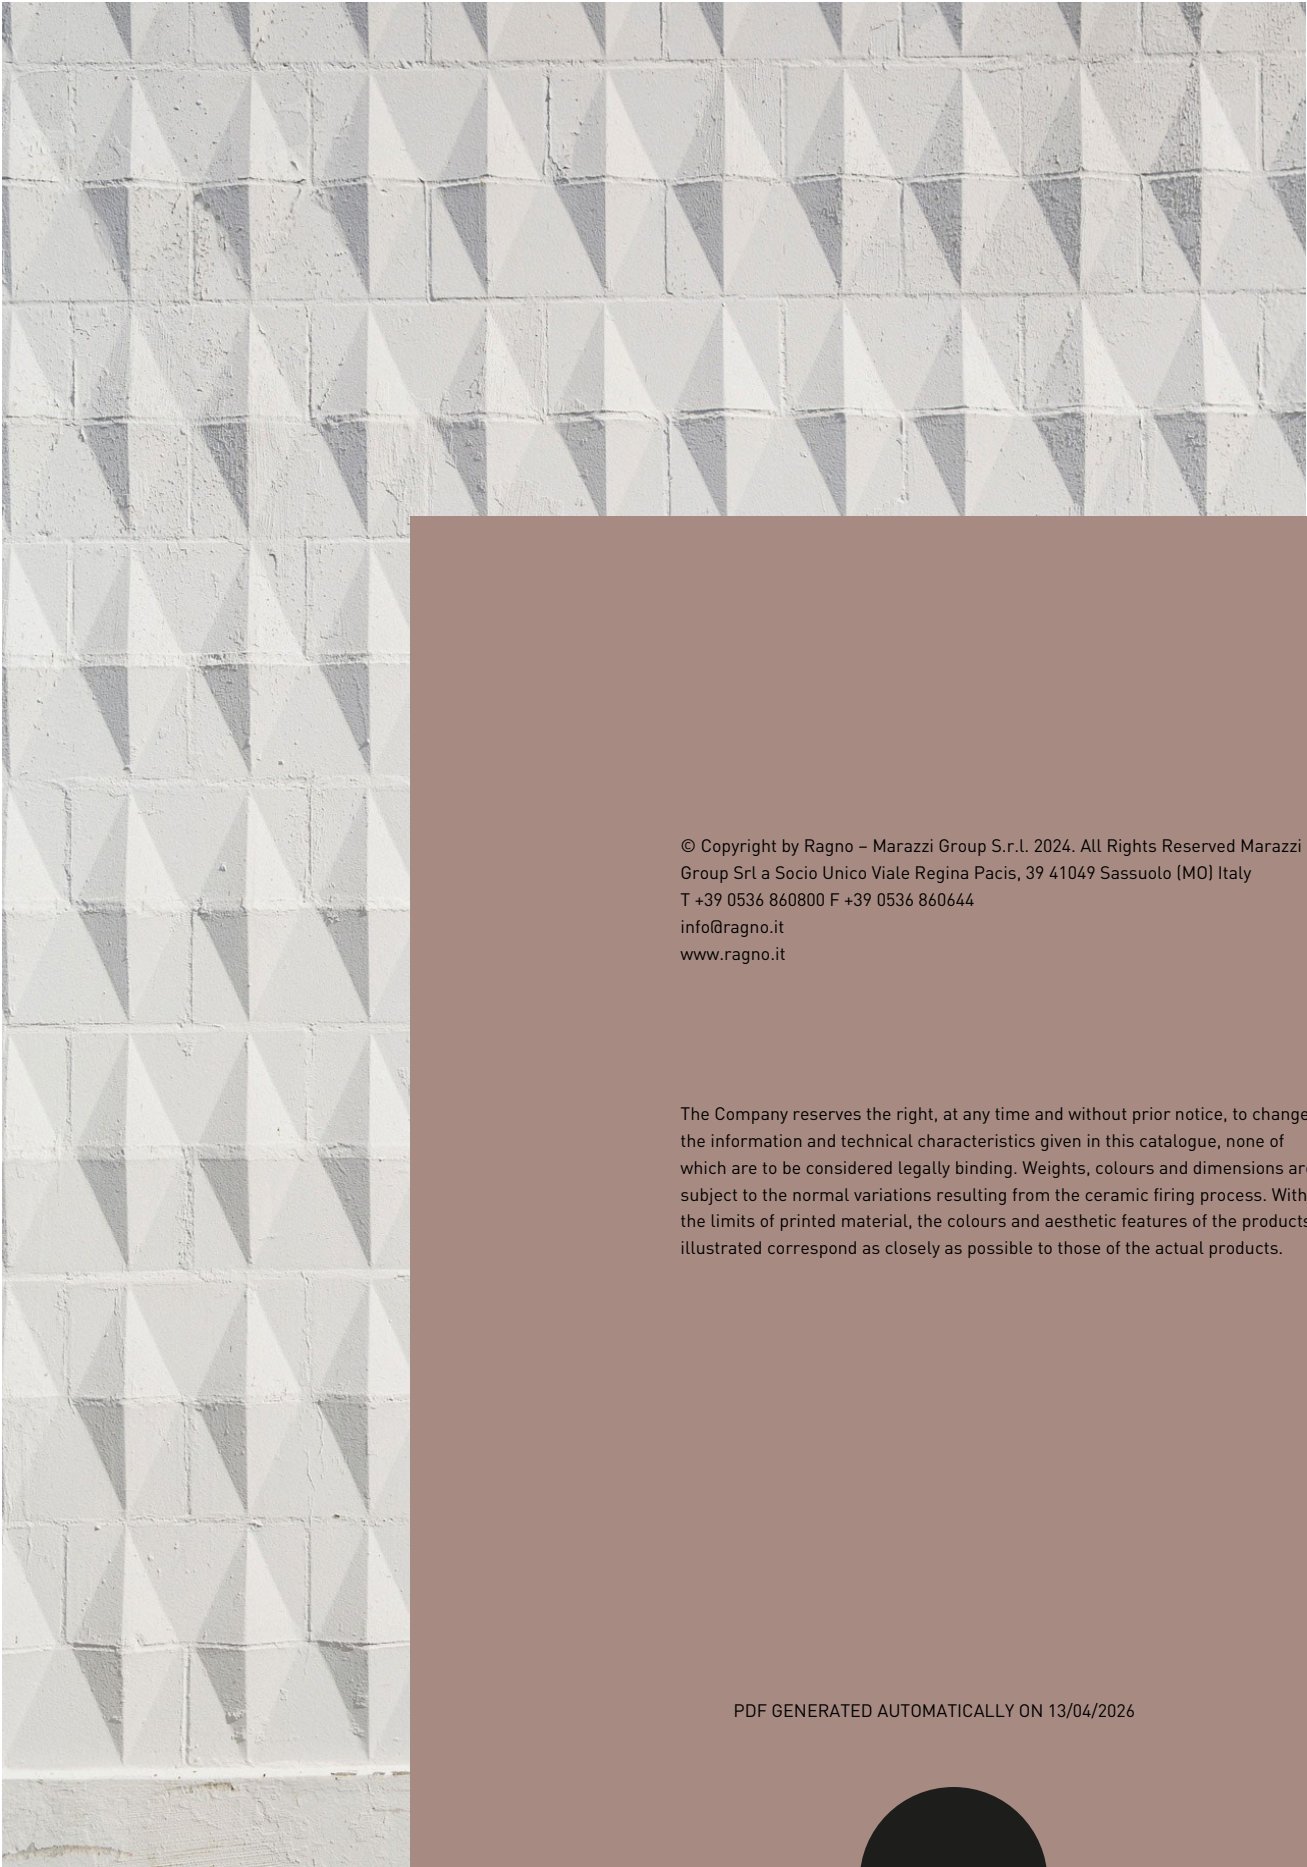 © Copyright by Ragno – Marazzi Group S.r.l. 2024. All Rights Reserved Marazzi
Group Srl a Socio Unico Viale Regina Pacis, 39 41049 Sassuolo (MO) Italy
T +39 0536 860800 F +39 0536 860644
info@ragno.it
www.ragno.it
The Company reserves the right, at any time and without prior notice, to change
the information and technical characteristics given in this catalogue, none of
which are to be considered legally binding. Weights, colours and dimensions are
subject to the normal variations resulting from the ceramic firing process. With
the limits of printed material, the colours and aesthetic features of the products
illustrated correspond as closely as possible to those of the actual products.
PDF GENERATED AUTOMATICALLY ON 13/04/2026